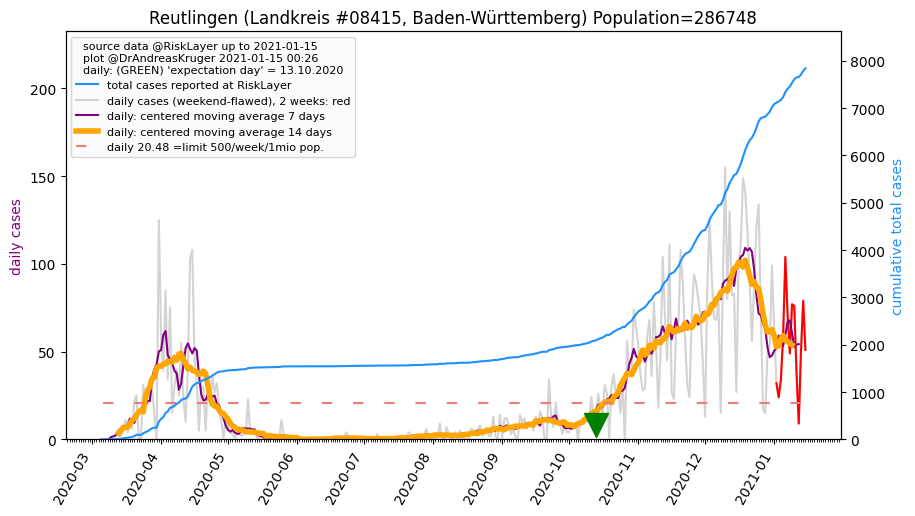 Reutlingen (Landkreis #08415, Baden-Württemberg) Population=286748
source data @RiskLayer up to 2021-01-15
plot @DrAndreasKruger 2021-01-15 00:26
daily: (GREEN) 'expectation day' = 13.10.2020
total cases reported at RiskLayer
daily cases (weekend-flawed), 2 weeks: red
daily: centered moving average 7 days
daily: centered moving average 14 days
daily 20.48 =limit 500/week/1mio pop.
daily cases
200
150
100
50
0
cumulative total cases
8000
7000
6000
5000
4000
3000
2000
1000
0
2020-03
2020-04
2020-05
2020-06
2020-07
2020-08
2020-09
2020-10
2020-11
2020-12
2021-01